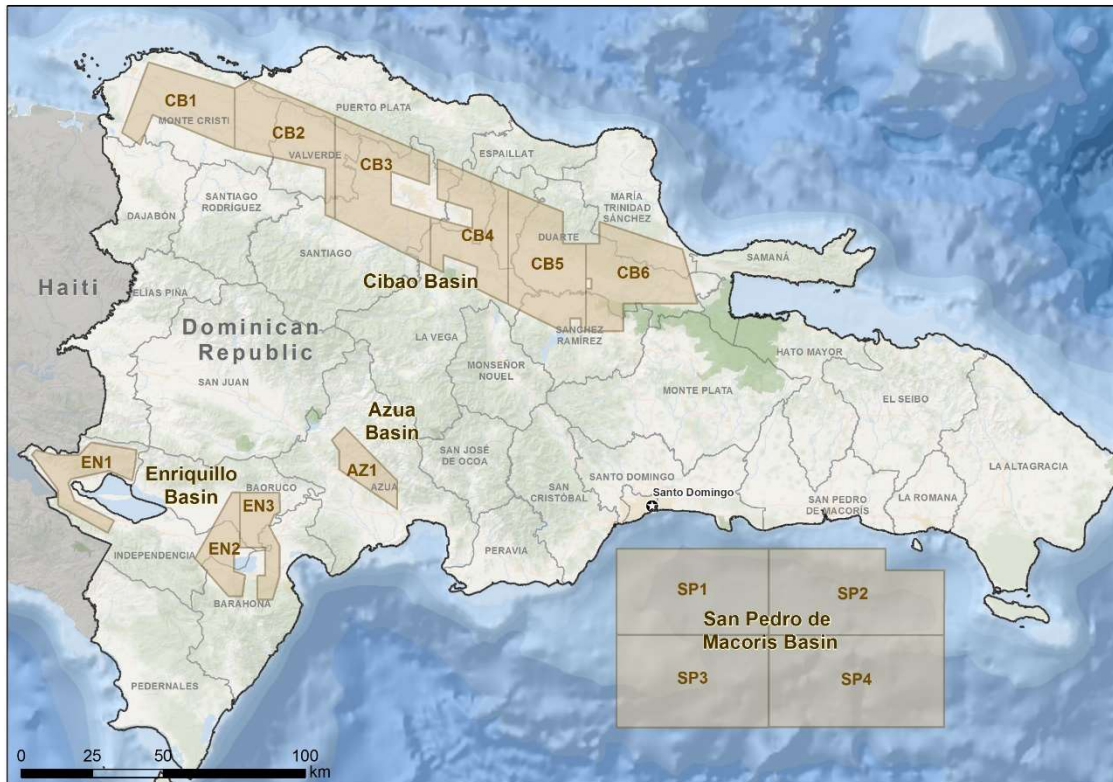 CB1
MONTE CRISTI
PUERTO PLATA
CB2
VALVERDE
CB3
ESPAILLAT
SANTIAGO
RODRÍGUEZ
MARÍA
TRINIDAD
SÁNCHEZ
DAJABÓN
CB4
DUARTE
SANTIAGO
CB5
CB6
SAMANÁ
Cibao Basin
Haiti
ELÍAS PIÑA
Dominican
Republic
LA VEGA
SANCHEZ
RAMÍREZ
HATO MAYOR
MONSEÑOR
NOUEL
SAN JUAN
MONTE PLATA
EL SEIBO
Azua
Basin
SAN JOSÉ
DE OCOA
EN1
Enriquillo
Basin
AZ1
AZUA
BAORUCO
SANTO DOMINGO
LA ALTAGRACIA
SAN
CRISTÓBAL
Santo Domingo
SAN PEDRO
DE MACORÍS
LA ROMANA
EN3
EN2
INDEPENDENCIA
PERAVIA
BARAHONA
SP1
SP2
San Pedro de
Macoris Basin
SP3
SP4
PEDERNALES
0 25 50 100
km